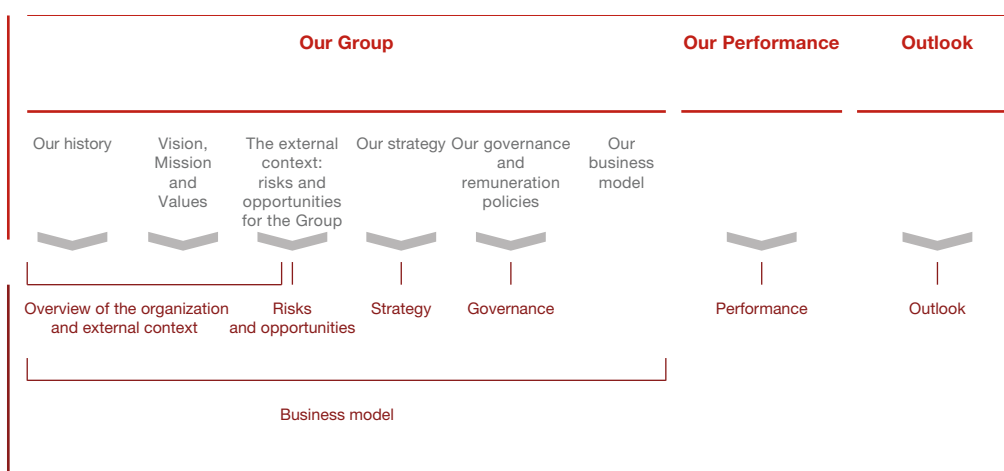 Our Group
Our Performance
Outlook
Our history
Vision,
Mission
and
Values
The external
context:
risks and
opportunities
for the Group
Our strategy
Our governance
and
remuneration
policies
Our
business
model
Overview of the organization
and external context
Risks
and opportunities
Strategy
Governance
Performance
Outlook
Business model